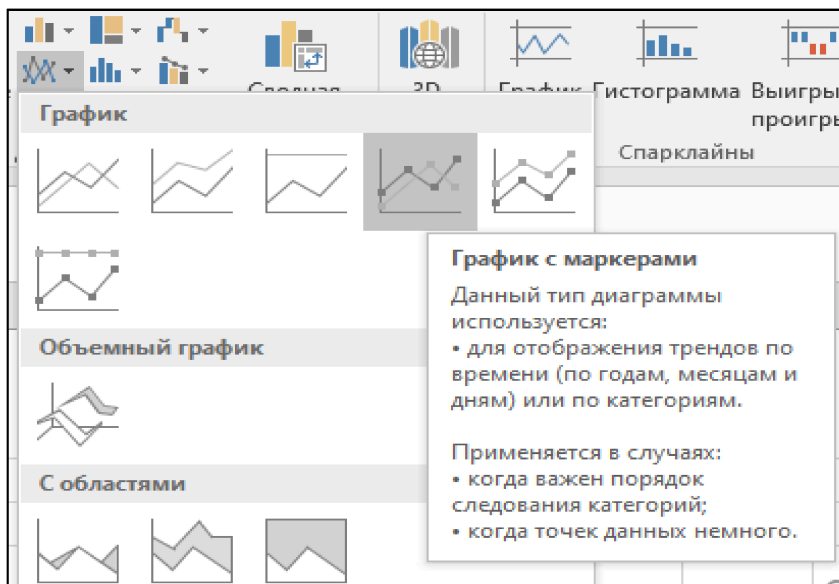 Гистограмма
Выигры
проигры
Спарклайны
График
График с маркерами
Данный тип диаграммы
используется:
• для отображения трендов по
времени (по годам, месяцам и
дням) или по категориям.
Применяется в случаях:
• когда важен порядок
следования категорий;
• когда точек данных немного.
Объемный график
С областями